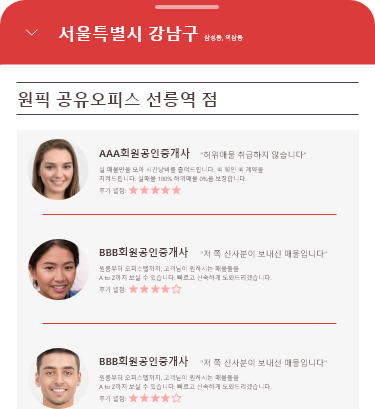 서울특별시 강남구 삼성동, 역삼동
원픽 공유오피스 선릉역 점
AAA회원공인중개사 "허위매물 취급하지 않습니다"
실 매물만을 모아 시간낭비를 줄여드립니다. 꼭 확인 후 계약을
지켜드립니다. 실매물 100% 허위매물 0%을 보장합니다.
후기 별점: ★★★★★
BBB회원공인중개사 "저 쪽 신사분이 보내신 매물입니다"
원룸부터 오피스텔까지, 고객님이 원하시는 매물들을
A to Z까지 보실 수 있습니다. 빠르고 신속하게 도와드리겠습니다.
후기 별점: ★★★★☆
BBB회원공인중개사 "저 쪽 신사분이 보내신 매물입니다"
원룸부터 오피스텔까지, 고객님이 원하시는 매물들을
A to Z까지 보실 수 있습니다. 빠르고 신속하게 도와드리겠습니다.
후기 별점: ★★★★☆